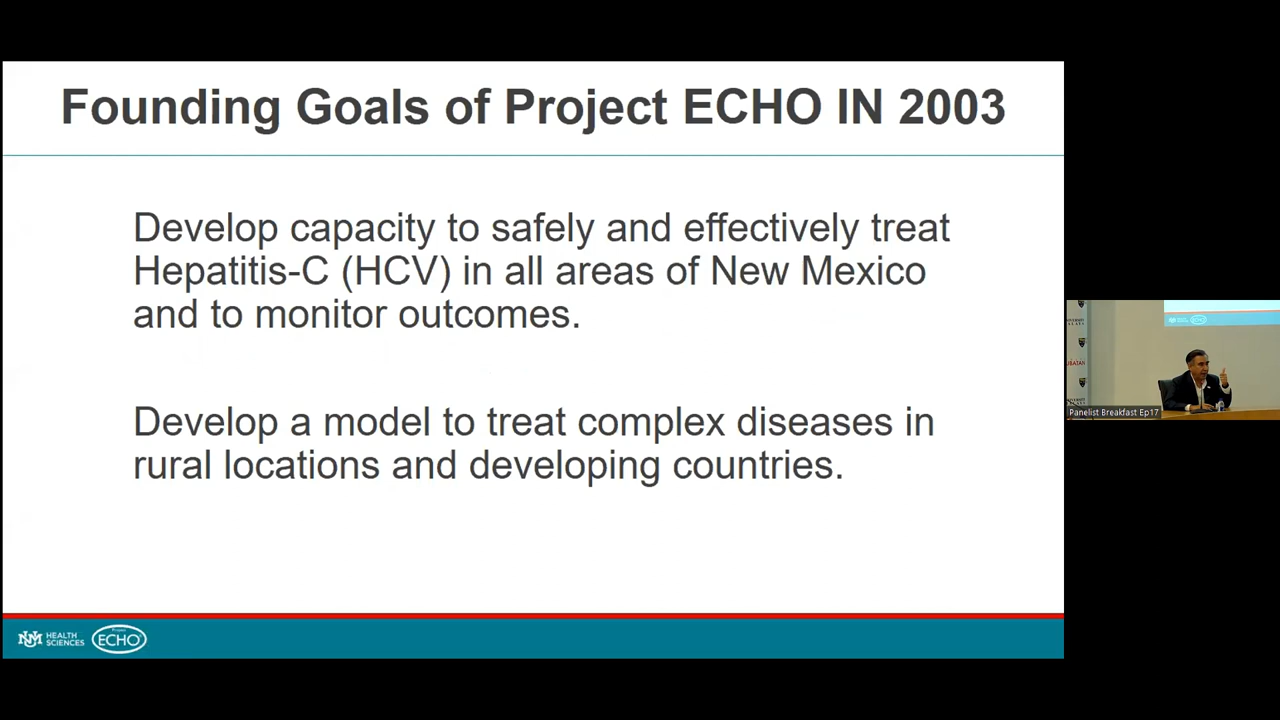 Founding Goals of Project ECHO IN 2003
Develop capacity to safely and effectively treat
Hepatitis-C (HCV) in all areas of New Mexico
and to monitor outcomes.
Develop a model to treat complex diseases in
rural locations and developing countries.
UNM HEALTH
SCIENCES
Project
ECHO
Panelist Breakfast Ep17